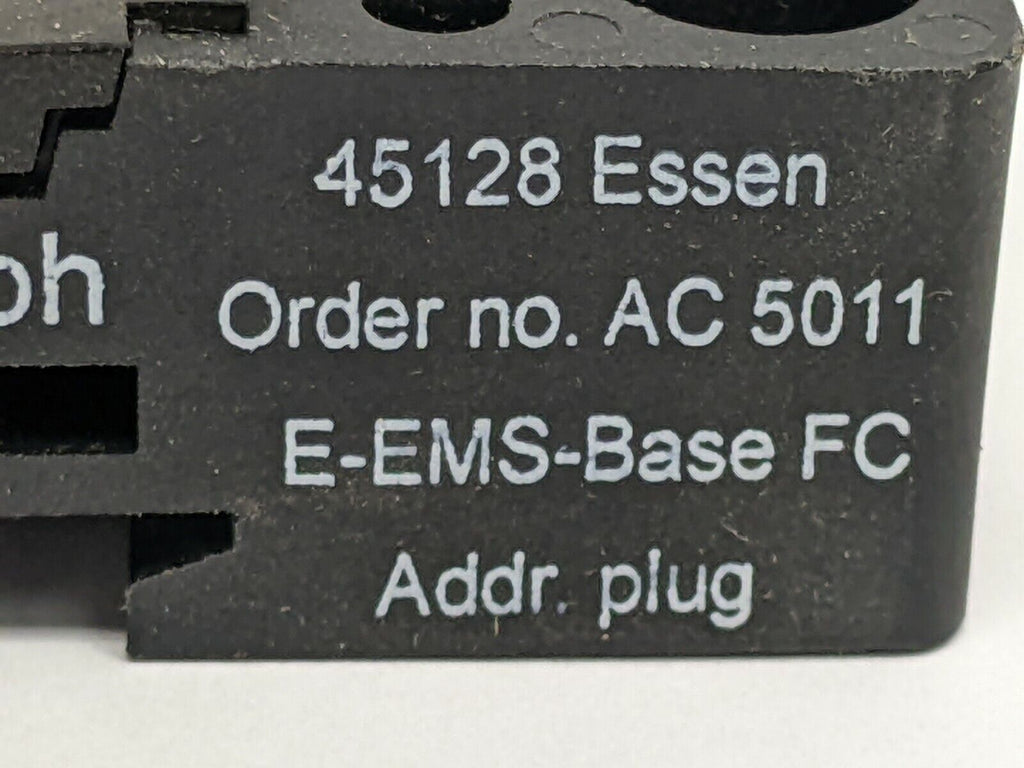 45128 Essen
Order no. AC 5011
E-EMS-Base FC
Addr. plug